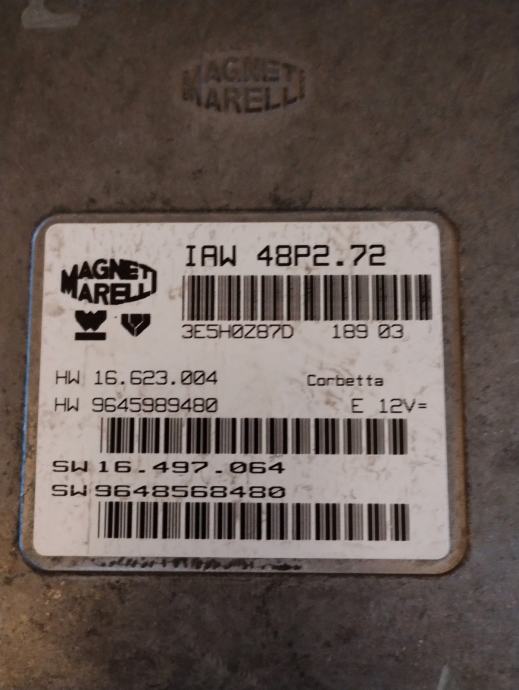 MAGNETI
MARELLI
IAW 48P2.72
MAGNETI
MARELLI
3E5H0Z87D 189 03
HW 16.623.004 Corbetta
HW 9645989480 E 12V=
SW 16.497.064
SW 9648568480